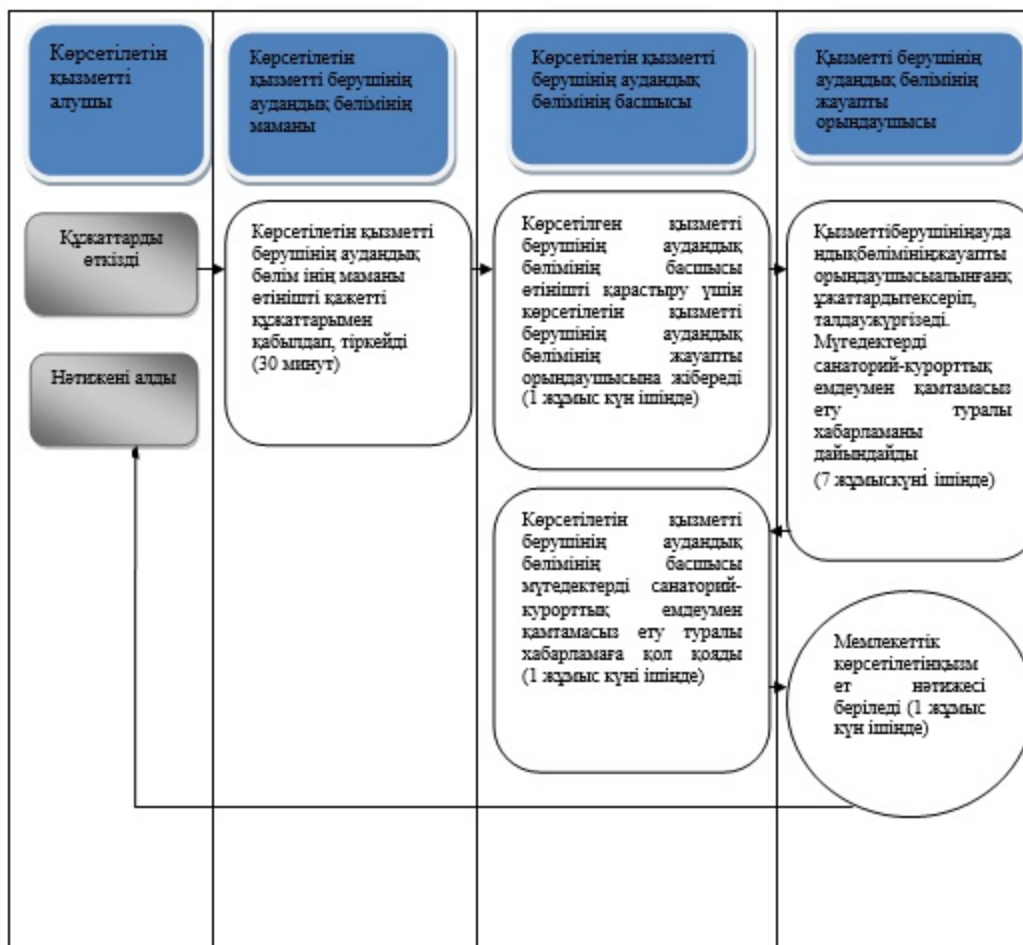 Көрсетілетін
қызметті
алушы
Көрсетілетін
қызметті берушінің
аудандық бөлімінің
маманы
Көрсетілетін қызметті
берушінің аудандық
бөлімінің басшысы
Қызметті берушінің
аудандық бөлімінің
жауапты
орындаушысы
Құжаттарды
өткізді
Нәтижені алды
Көрсетілетін қызметті
берушінің аудандық
бөлім інің маманы
өтінішті қажетті
құжаттарымен
қабылдап, тіркейді
(30 минут)
Көрсетілген қызметті
берушінің аудандық
бөлімінің басшысы
өтінішті қарастыру үшін
көрсетілетін қызметті
берушінің аудандық
бөлімінің жауапты
орындаушысына жібереді
(1 жұмыс күн ішінде)
Қызметтіберушініңауда
ндықбөлімініңжауапты
орындаушысыалынғанқ
ұжаттардытексеріп,
талдаужүргізеді.
Мүгедектерді
санаторий-курорттық
емдеумен қамтамасыз
ету туралы
хабарламаны
дайындайды
(7 жұмыскүні ішінде)
Көрсетілетін қызметті
берушінің аудандық
бөлімінің басшысы
мүгедектерді санаторий-
курорттық емдеумен
қамтамасыз ету туралы
хабарламаға қол қояды
(1 жұмыс күні ішінде)
Мемлекеттік
көрсетілетінқызм
ет нәтижесі
беріледі (1 жұмыс
күн ішінде)